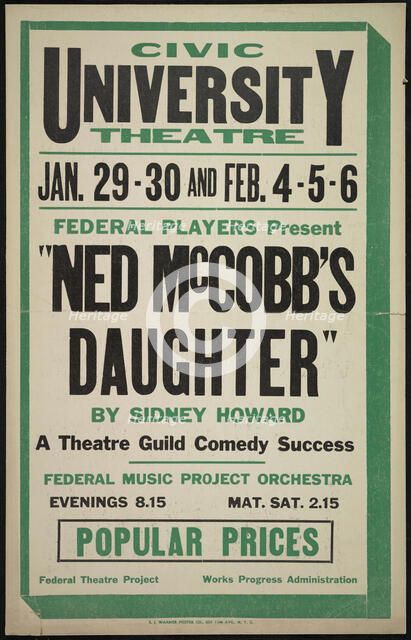 CIVIC
UNIVERSITY
THEATRE
JAN. 29-30 AND FEB. 4-5-6
FEDERAL PLAYERS Present
"NED McCOBB'S
DAUGHTER"
BY SIDNEY HOWARD
A Theatre Guild Comedy Success
FEDERAL MUSIC PROJECT ORCHESTRA
EVENINGS 8.15 MAT. SAT. 2.15
POPULAR PRICES
Federal Theatre Project Works Progress Administration